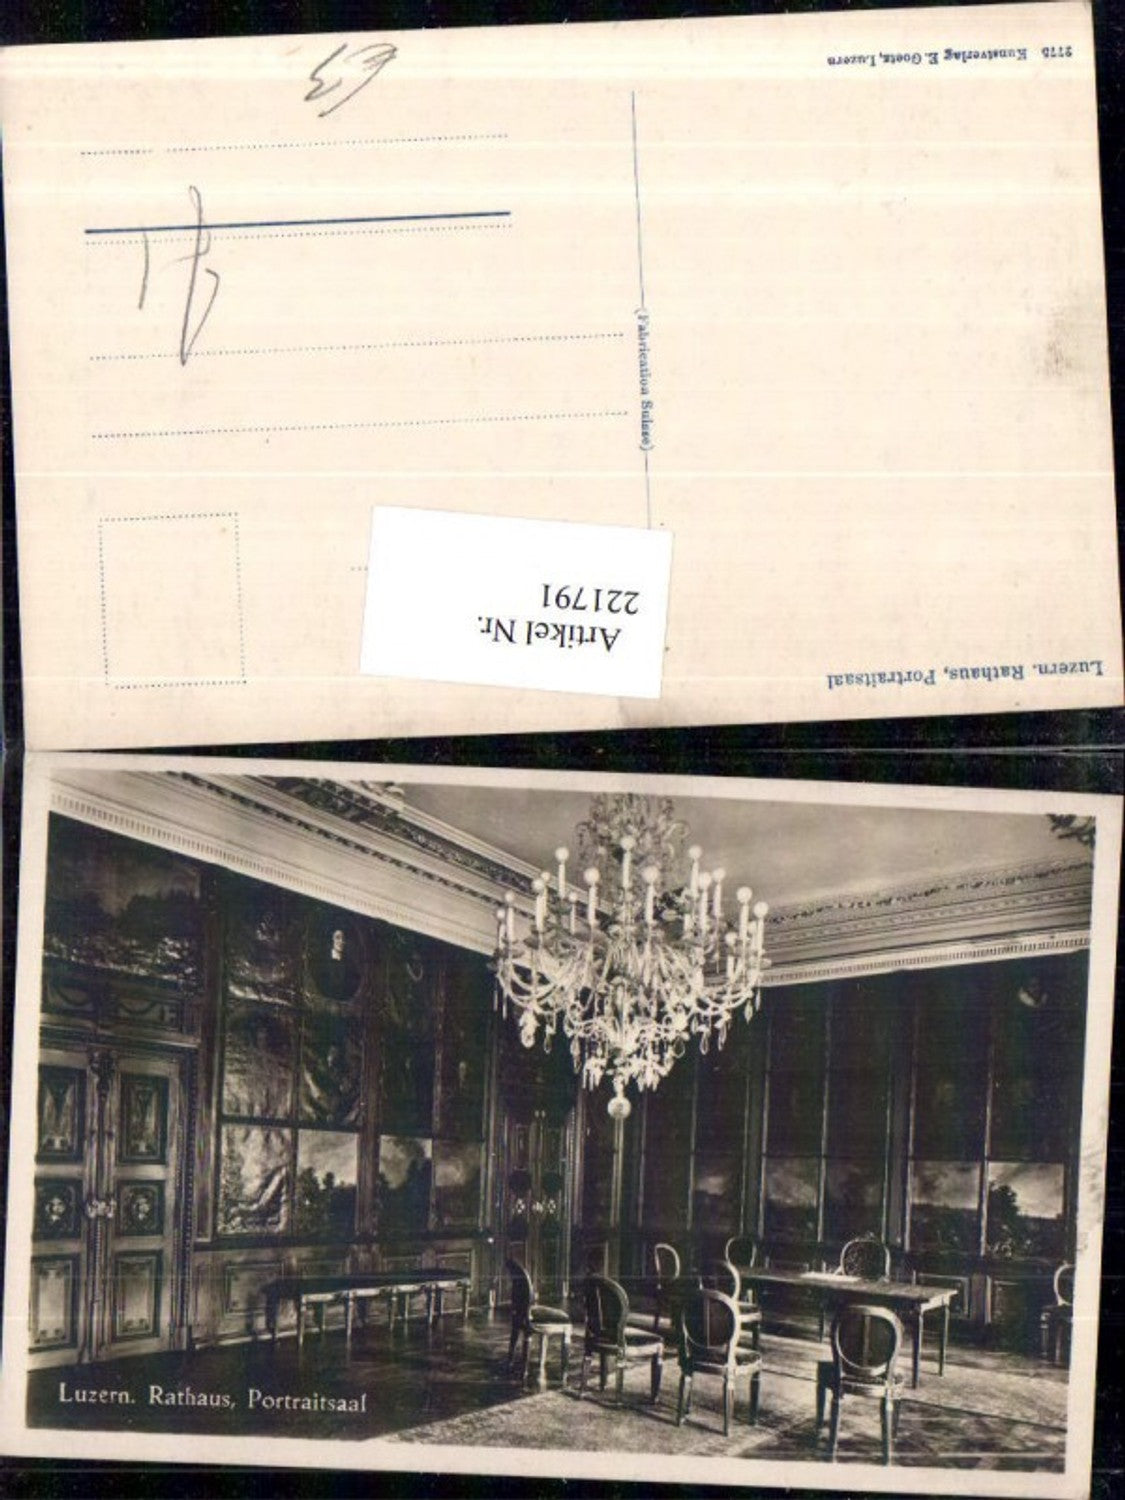 2775 Kunstverlag E. Goetz, Luzern
(Fabrication Suisse)
Artikel Nr.
221791
Luzern. Rathaus, Portraitsaal
Luzern. Rathaus, Portraitsaal